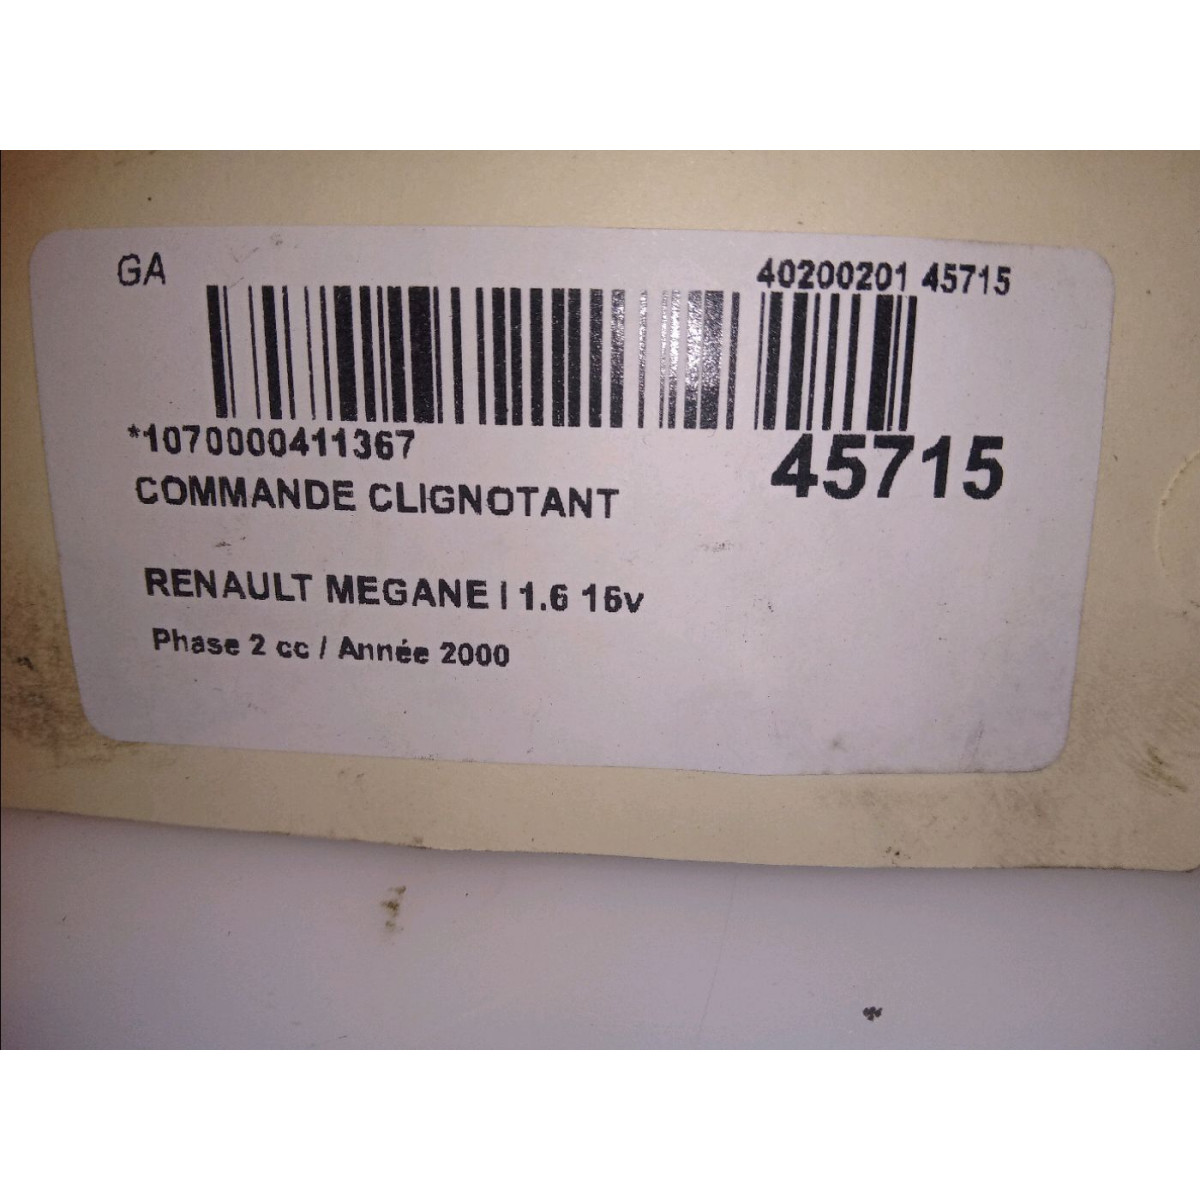 GA
40200201 45715
*1070000411367
45715
COMMANDE CLIGNOTANT
RENAULT MEGANE I 1.6 16v
Phase 2 cc / Année 2000